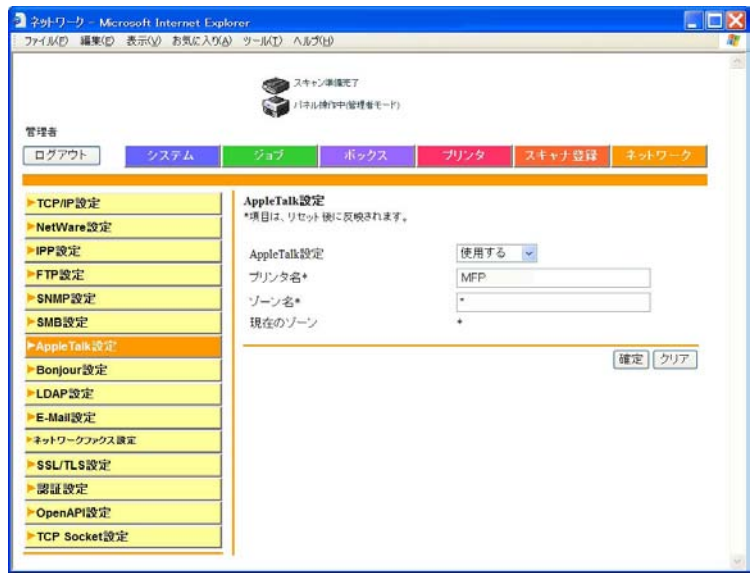 ネットワーク - Microsoft Internet Explorer
ファイル(F) 編集(E) 表示(V) お気に入り(A) ツール(T) ヘルプ(H)
スキャン準備完了
パネル操作中(管理者モード)
管理者
ログアウト システム ジョブ ボックス プリンタ スキャナ登録 ネットワーク
TCP/IP設定
NetWare設定
IPP設定
FTP設定
SNMP設定
SMB設定
AppleTalk設定
Bonjour設定
LDAP設定
E-Mail設定
ネットワークファクス設定
SSL/TLS設定
認証設定
OpenAPI設定
TCP Socket設定
AppleTalk設定
*項目は、リセット後に反映されます。
AppleTalk設定 使用する
プリンタ名* MFP
ゾーン名* *
現在のゾーン *
確定 クリア